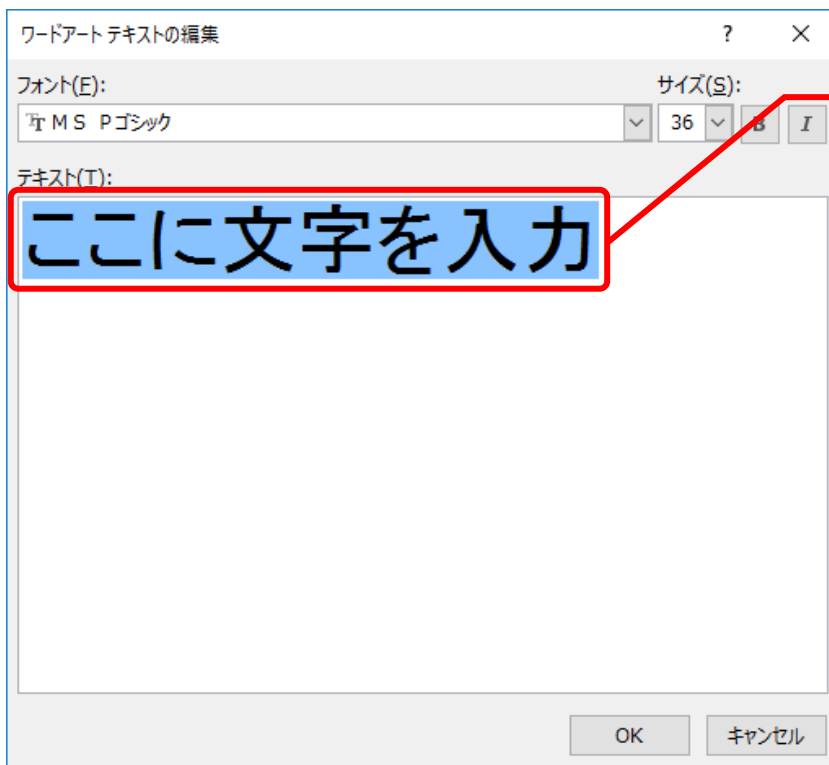 ワードアート テキストの編集 ?
フォント(F): サイズ(S):
MS Pゴシック 36 B I
テキスト(T):
ここに文字を入力
OK キャンセル